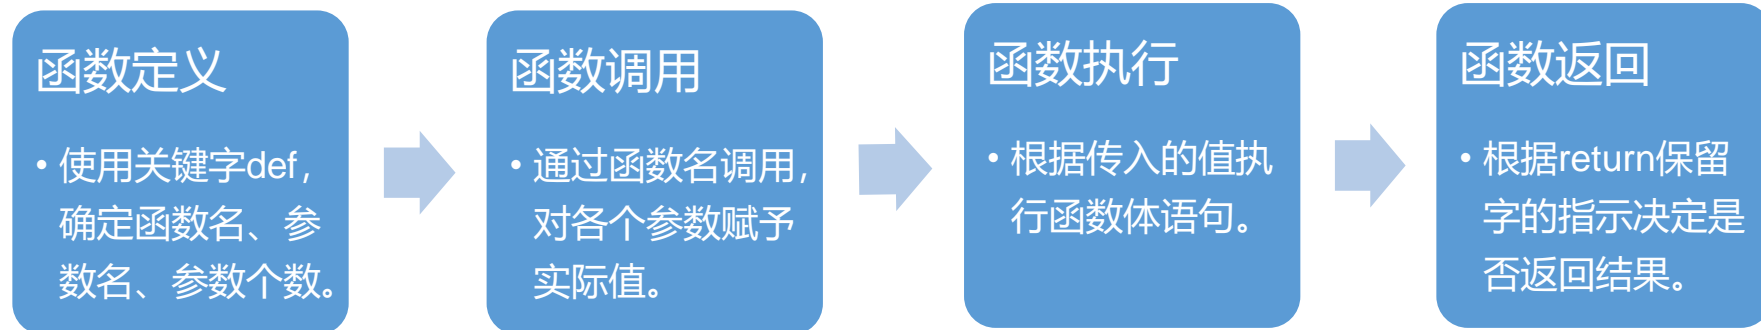 函数定义
• 使用关键字def,
确定函数名、参
数名、参数个数。
函数调用
• 通过函数名调用,
对各个参数赋予
实际值。
函数执行
• 根据传入的值执
行函数体语句。
函数返回
• 根据return保留
字的指示决定是
否返回结果。